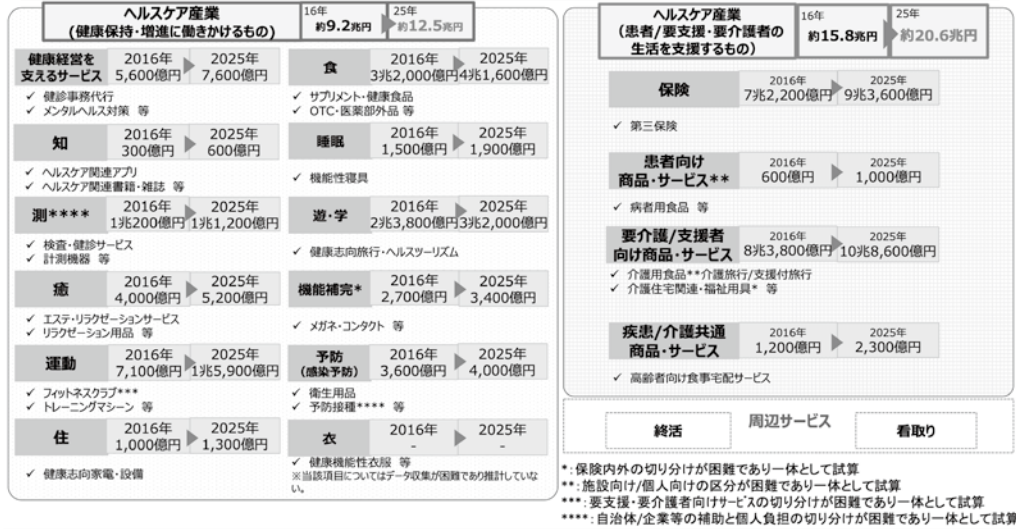 ヘルスケア産業
(健康保持・増進に働きかけるもの)
16年
約9.2兆円
25年
約12.5兆円
健康経営を
支えるサービス
2016年
5,600億円
2025年
7,600億円
✓ 健診事務代行
✓ メンタルヘルス対策 等
知
2016年
300億円
2025年
600億円
✓ ヘルスケア関連アプリ
✓ ヘルスケア関連書籍・雑誌 等
測****
2016年
1兆200億円
2025年
1兆1,200億円
✓ 検査・健診サービス
✓ 計測機器 等
癒
2016年
4,000億円
2025年
5,200億円
✓ エステ・リラクゼーションサービス
✓ リラクゼーション用品 等
運動
2016年
7,100億円
2025年
1兆5,900億円
✓ フィットネスクラブ***
✓ トレーニングマシーン 等
住
2016年
1,000億円
2025年
1,300億円
✓ 健康志向家電・設備
食
2016年
3兆2,000億円
2025年
4兆1,600億円
✓ サプリメント・健康食品
✓ OTC・医薬部外品 等
睡眠
2016年
1,500億円
2025年
1,900億円
✓ 機能性寝具
遊・学
2016年
2兆3,800億円
2025年
3兆2,000億円
✓ 健康志向旅行・ヘルスツーリズム
機能補完*
2016年
2,700億円
2025年
3,400億円
✓ メガネ・コンタクト 等
予防
(感染予防)
2016年
3,600億円
2025年
4,000億円
✓ 衛生用品
✓ 予防接種**** 等
衣
2016年
-
2025年
-
✓ 健康機能性衣服 等
※当該項目についてはデータ収集が困難であり推計していな
い。
ヘルスケア産業
(患者/要支援・要介護者の
生活を支援するもの)
16年
約15.8兆円
25年
約20.6兆円
保険
2016年
7兆2,200億円
2025年
9兆3,600億円
✓ 第三保険
患者向け
商品・サービス**
2016年
600億円
2025年
1,000億円
✓ 病者用食品 等
要介護/支援者
向け商品・サービス
2016年
8兆3,800億円
2025年
10兆8,600億円
✓ 介護用食品**介護旅行/支援付旅行
✓ 介護住宅関連・福祉用具* 等
疾患/介護共通
商品・サービス
2016年
1,200億円
2025年
2,300億円
✓ 高齢者向け食事宅配サービス
周辺サービス
終活
看取り
*:保険内外の切り分けが困難であり一体として試算
**:施設向け/個人向けの区分が困難であり一体として試算
***:要支援・要介護者向けサービスの切り分けが困難であり一体として試算
****:自治体/企業等の補助と個人負担の切り分けが困難であり一体として試算